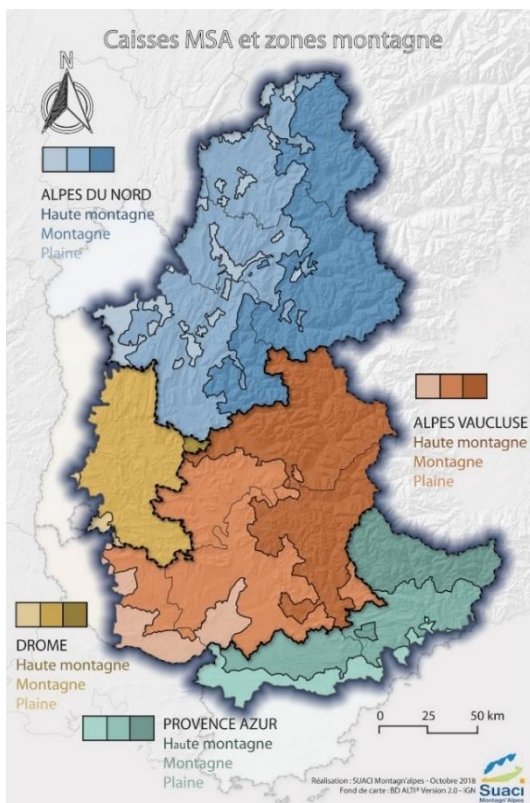 Caisses MSA et zones montagne
N
ALPES DU NORD
Haute montagne
Montagne
Plaine
ALPES VAUCLUSE
Haute montagne
Montagne
Plaine
DROME
Haute montagne
Montagne
Plaine
PROVENCE AZUR
Haute montagne
Montagne
Plaine
0 25 50 km
Réalisation : SUACI Montagn'alpes - Octobre 2018
Fond de carte : BD ALTI® Version 2.0 - IGN
Suaci
Montagn'Alpes